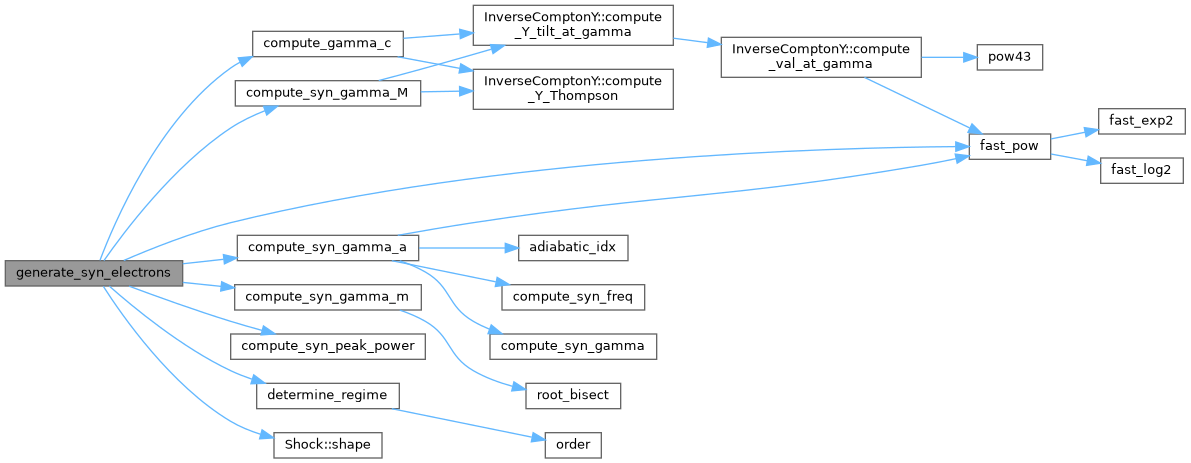 generate_syn_electrons
compute_gamma_c
compute_syn_gamma_M
compute_syn_gamma_a
compute_syn_gamma_m
compute_syn_peak_power
determine_regime
Shock::shape
InverseComptonY::compute
_Y_tilt_at_gamma
InverseComptonY::compute
_Y_Thompson
adiabatic_idx
compute_syn_freq
compute_syn_gamma
root_bisect
order
InverseComptonY::compute
_val_at_gamma
pow43
fast_pow
fast_exp2
fast_log2